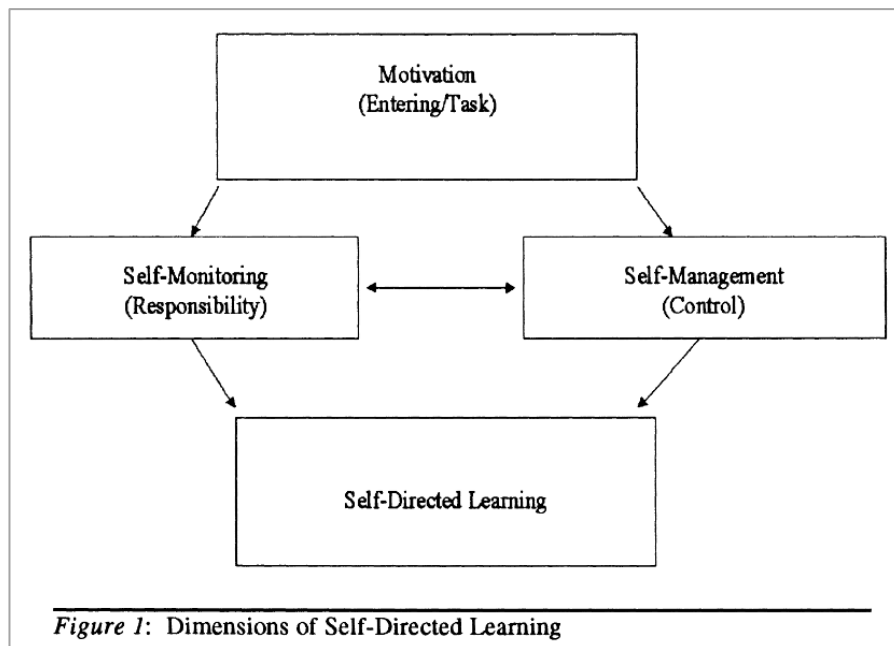 Motivation
(Entering/Task)
Self-Monitoring
(Responsibility)
Self-Management
(Control)
Self-Directed Learning
Figure 1: Dimensions of Self-Directed Learning